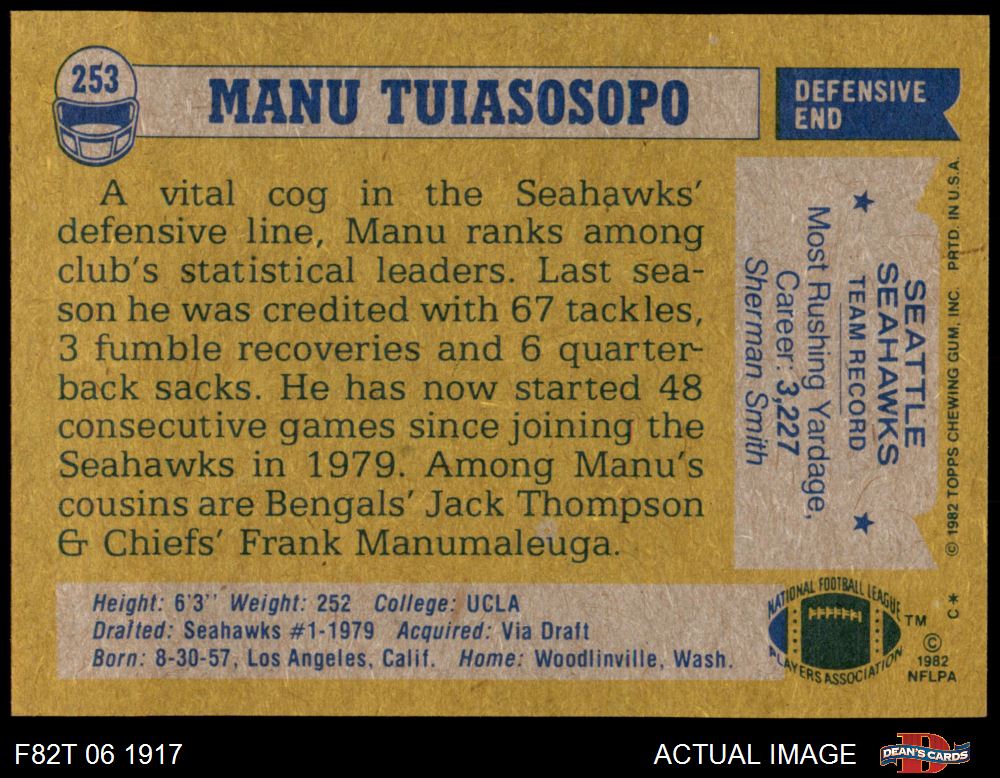 253
MANU TUIASOSOPO
DEFENSIVE
END
A vital cog in the Seahawks'
defensive line, Manu ranks among
club's statistical leaders. Last sea-
son he was credited with 67 tackles,
3 fumble recoveries and 6 quarter-
back sacks. He has now started 48
consecutive games since joining the
Seahawks in 1979. Among Manu's
cousins are Bengals' Jack Thompson
& Chiefs' Frank Manumaleuga.
SEATTLE
SEAHAWKS
TEAM RECORD
Most Rushing Yardage,
Career: 3,227
Sherman Smith
© 1982 TOPPS CHEWING GUM, INC. PRTD. IN U.S.A.
Height: 6'3" Weight: 252 College: UCLA
Drafted: Seahawks #1-1979 Acquired: Via Draft
Born: 8-30-57, Los Angeles, Calif. Home: Woodlinville, Wash.
NATIONAL FOOTBALL LEAGUE
PLAYERS ASSOCIATION
TM
©
1982
NFLPA
C*
F82T 06 1917
ACTUAL IMAGE
DEAN'S CARDS